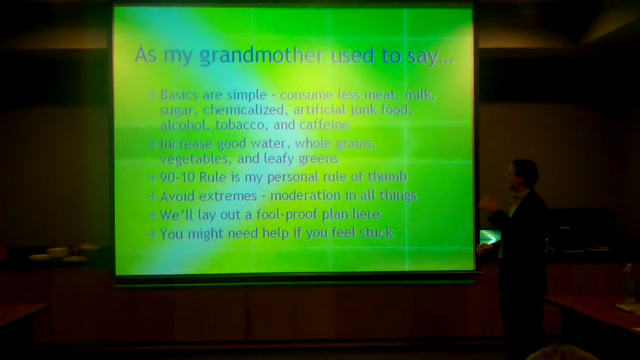 As my grandmother used to say...
Basics are simple - consume less meat, milk,
sugar, chemicalized, artificial junk food,
alcohol, tobacco, and caffeine
Increase good water, whole grains,
vegetables, and leafy greens
90-10 Rule is my personal rule of thumb
Avoid extremes - moderation in all things
We'll lay out a fool-proof plan here
You might need help if you feel stuck